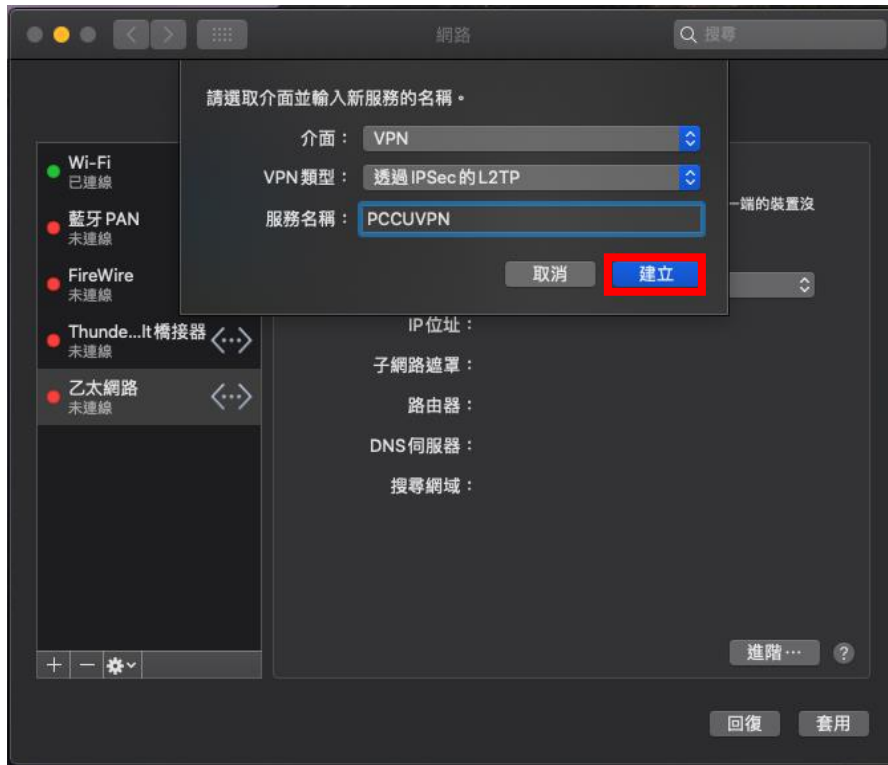 網路
搜尋
請選取介面並輸入新服務的名稱。
介面：
VPN
VPN類型：
透過 IPSec 的 L2TP
服務名稱：
PCCUVPN
取消
建立
Wi-Fi
已連線
藍牙 PAN
未連線
FireWire
未連線
Thunde...lt 橋接器
未連線
乙太網路
未連線
一端的裝置沒
IP 位址：
子網路遮罩：
路由器：
DNS 伺服器：
搜尋網域：
進階…
?
回復
套用